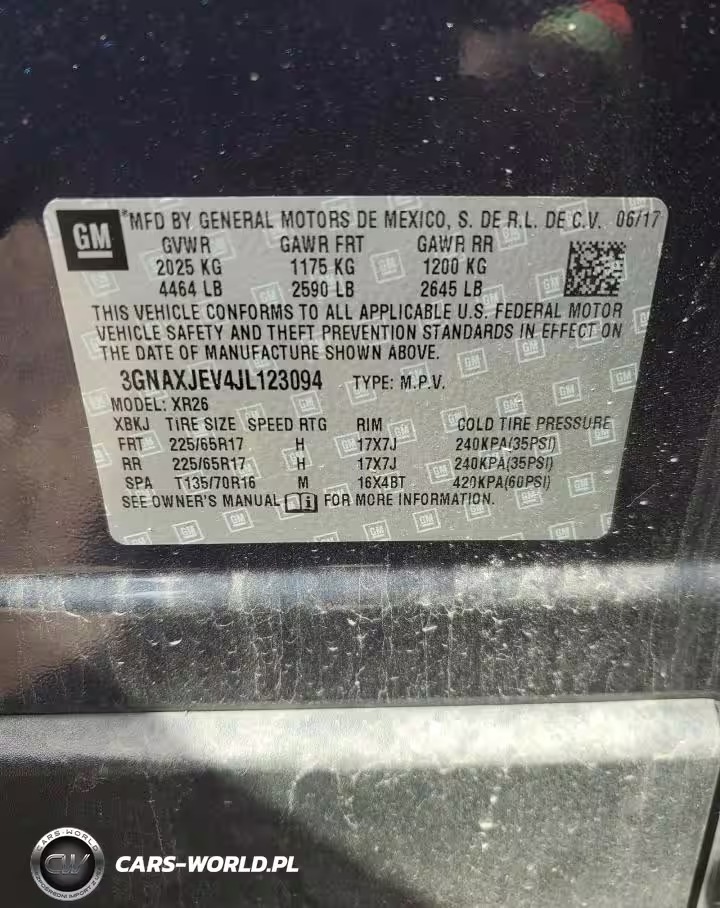 GM
*MFD BY GENERAL MOTORS DE MEXICO, S. DE R.L. DE C.V. 06/17
GVWR GAWR FRT GAWR RR
2025 KG 1175 KG 1200 KG
4464 LB 2590 LB 2645 LB
THIS VEHICLE CONFORMS TO ALL APPLICABLE U.S. FEDERAL MOTOR
VEHICLE SAFETY AND THEFT PREVENTION STANDARDS IN EFFECT ON
THE DATE OF MANUFACTURE SHOWN ABOVE.
3GNAXJEV4JL123094 TYPE: M.P.V.
MODEL: XR26
XBKJ TIRE SIZE SPEED RTG RIM COLD TIRE PRESSURE
FRT 225/65R17 H 17X7J 240KPA(35PSI)
RR 225/65R17 H 17X7J 240KPA(35PSI)
SPA T135/70R16 M 16X4BT 420KPA(60PSI)
SEE OWNER'S MANUAL FOR MORE INFORMATION.
CARS-WORLD
CW
CARS-WORLD.PL